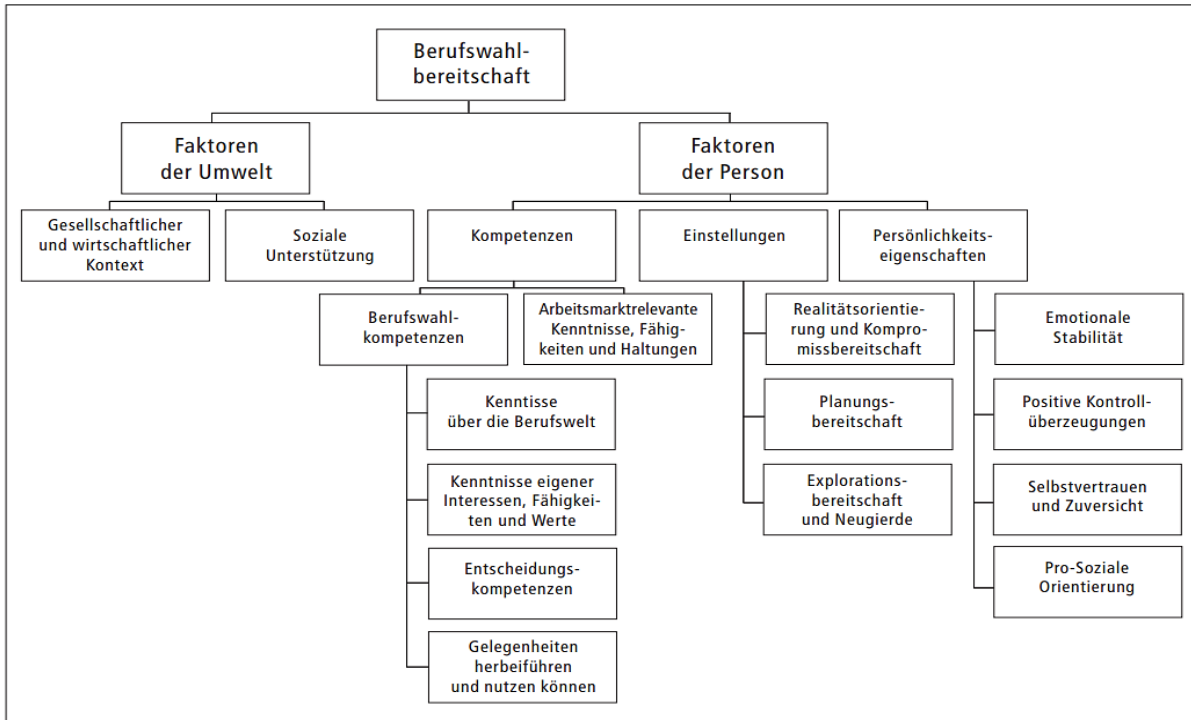 Berufswahl-
bereitschaft
Faktoren
der Umwelt
Faktoren
der Person
Gesellschaftlicher
und wirtschaftlicher
Kontext
Soziale
Unterstützung
Kompetenzen
Einstellungen
Persönlichkeits-
eigenschaften
Berufswahl-
kompetenzen
Arbeitsmarktrelevante
Kenntnisse, Fähig-
keiten und Haltungen
Realitätsorientie-
rung und Kompro-
missbereitschaft
Emotionale
Stabilität
Kenntisse
über die Berufswelt
Planungs-
bereitschaft
Positive Kontroll-
überzeugungen
Kenntnisse eigener
Interessen, Fähigkei-
ten und Werte
Explorations-
bereitschaft
und Neugierde
Selbstvertrauen
und Zuversicht
Entscheidungs-
kompetenzen
Pro-Soziale
Orientierung
Gelegenheiten
herbeiführen
und nutzen können